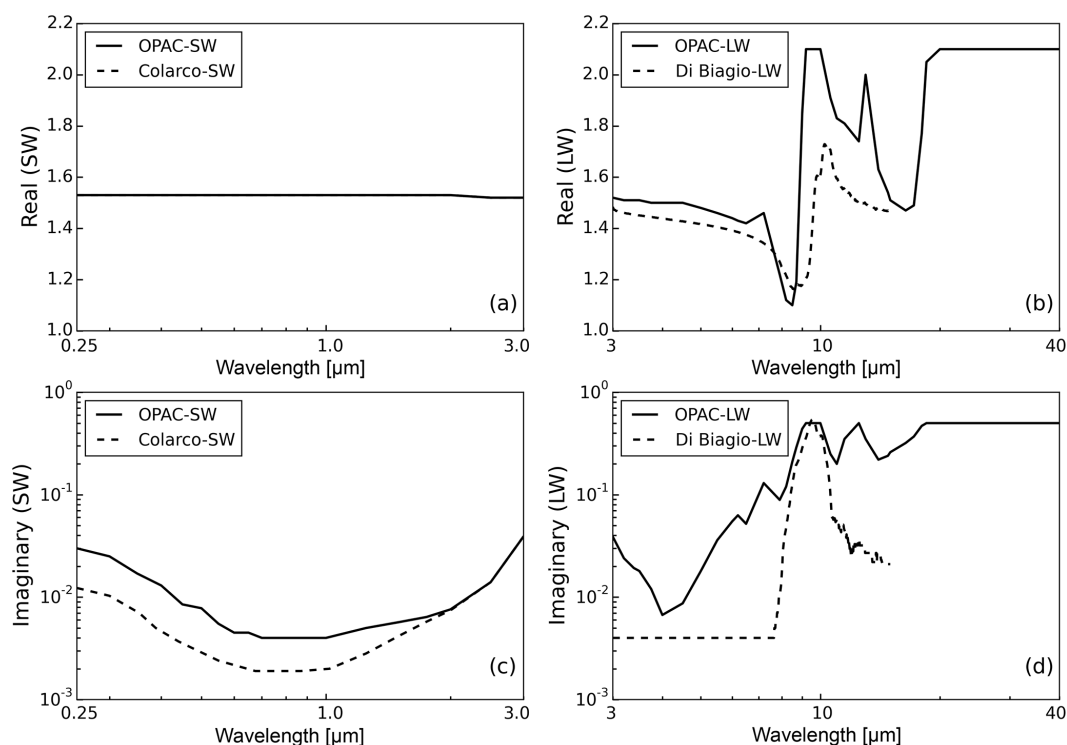 2.2
2.0
1.8
1.6
1.4
1.2
1.0
Real (SW)
OPAC-SW
Colarco-SW
(a)
0.25
1.0
3.0
Wavelength [µm]
2.2
2.0
1.8
1.6
1.4
1.2
1.0
Real (LW)
OPAC-LW
Di Biagio-LW
(b)
3
10
40
Wavelength [µm]
10⁰
10⁻¹
10⁻²
10⁻³
Imaginary (SW)
OPAC-SW
Colarco-SW
(c)
0.25
1.0
3.0
Wavelength [µm]
10⁰
10⁻¹
10⁻²
10⁻³
Imaginary (LW)
OPAC-LW
Di Biagio-LW
(d)
3
10
40
Wavelength [µm]